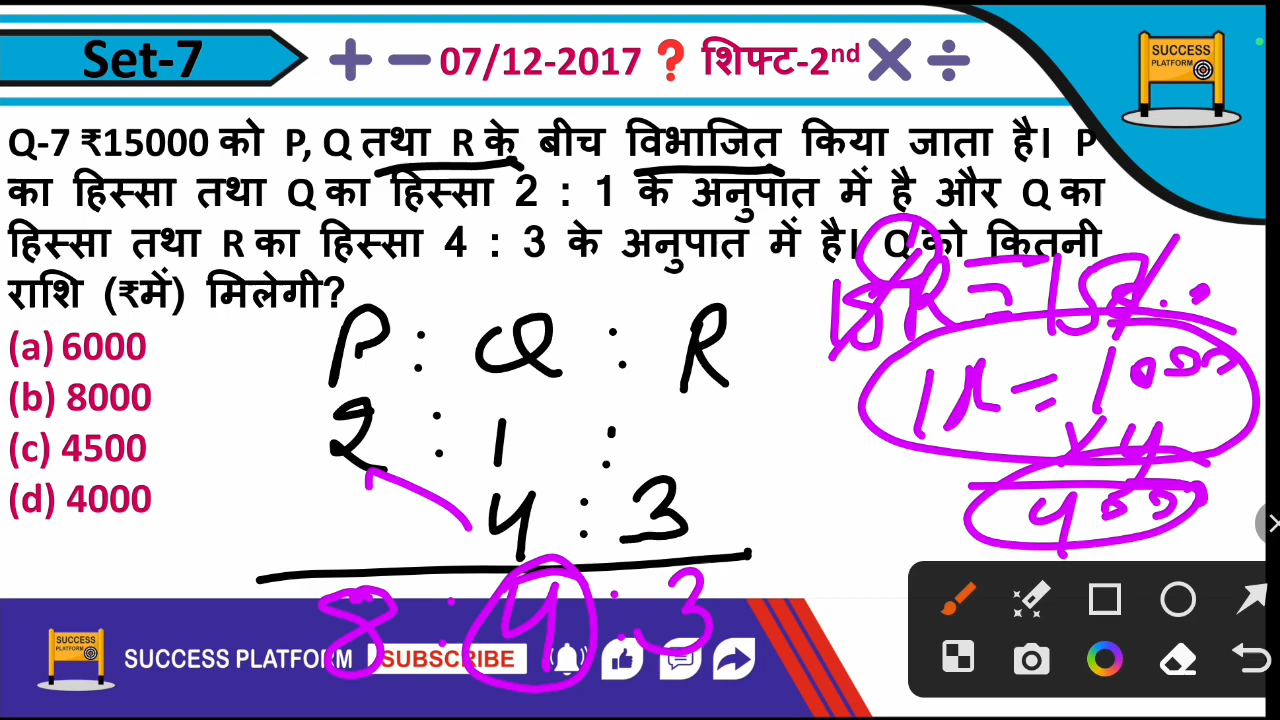 Set-7
07/12-2017 ❓ शिफ्ट-2nd
SUCCESS
PLATFORM
Q-7 ₹15000 को P, Q तथा R के बीच विभाजित किया जाता है। P
का हिस्सा तथा Q का हिस्सा 2 : 1 के अनुपात में है और Q का
हिस्सा तथा R का हिस्सा 4 : 3 के अनुपात में है। Q को कितनी
राशि (₹में) मिलेगी?
(a) 6000
(b) 8000
(c) 4500
(d) 4000
P : Q : R
2 : 1 :
4 : 3
8 : 4 : 3
1R = 1000
x 4
4000
SUCCESS
PLATFORM
SUCCESS PLATFORM
SUBSCRIBE